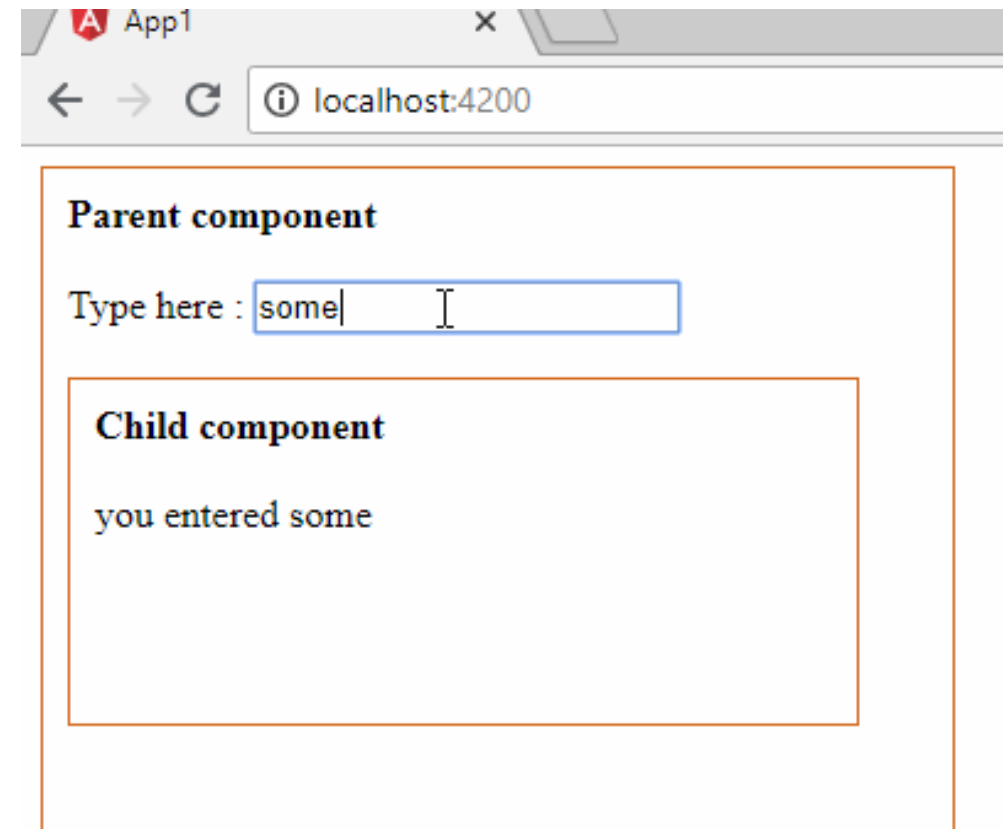 App1
localhost:4200
Parent component
Type here : some
Child component
you entered some